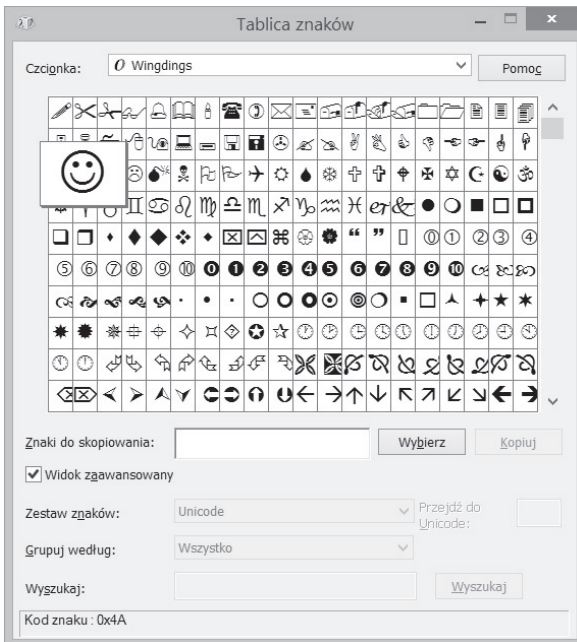 Tablica znaków
Czcionka: O Wingdings Pomoc
Znaki do skopiowania: Wybierz Kopiuj
Widok zaawansowany
Zestaw znaków: Unicode Przejdź do Unicode:
Grupuj według: Wszystko
Wyszukaj: Wyszukaj
Kod znaku : 0x4A